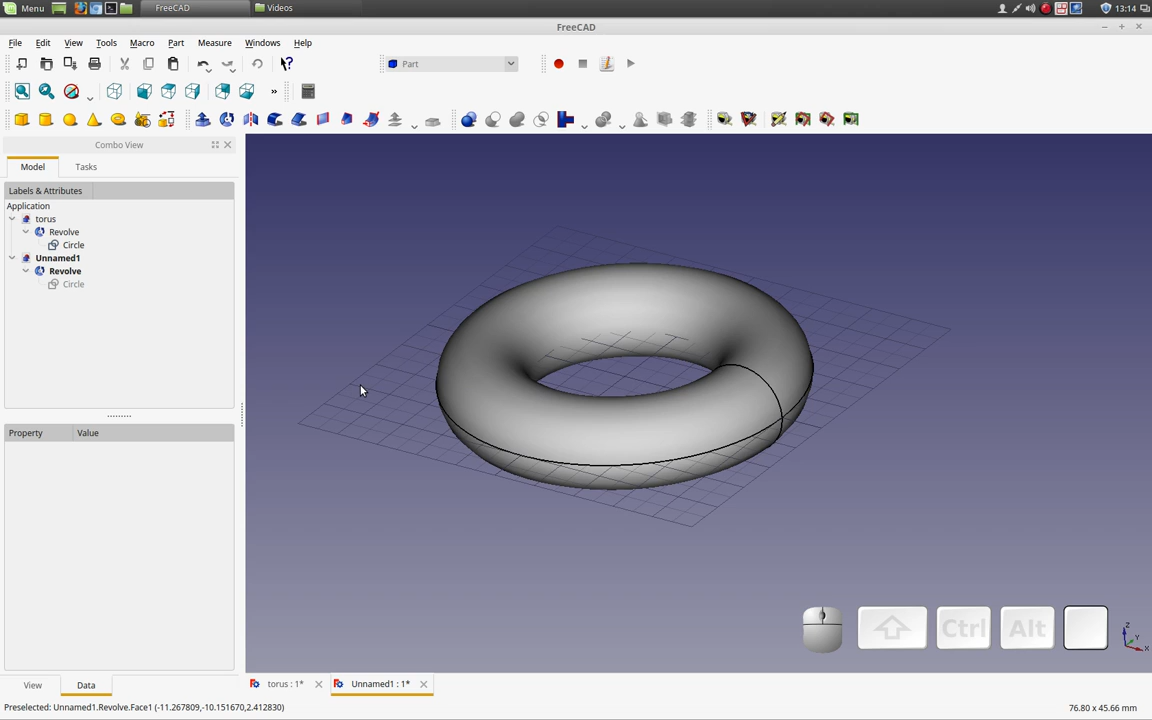 Menu FreeCAD Videos 13:14
FreeCAD
File Edit View Tools Macro Part Measure Windows Help
Part
»
Combo View
Model Tasks
Labels & Attributes
Application
torus
Revolve
Circle
Unnamed1
Revolve
Circle
Property Value
Ctrl Alt
Z
Y
X
View Data torus : 1* Unnamed1 : 1*
Preselected: Unnamed1.Revolve.Face1 (-11.267809,-10.151670,2.412830) 76.80 x 45.66 mm